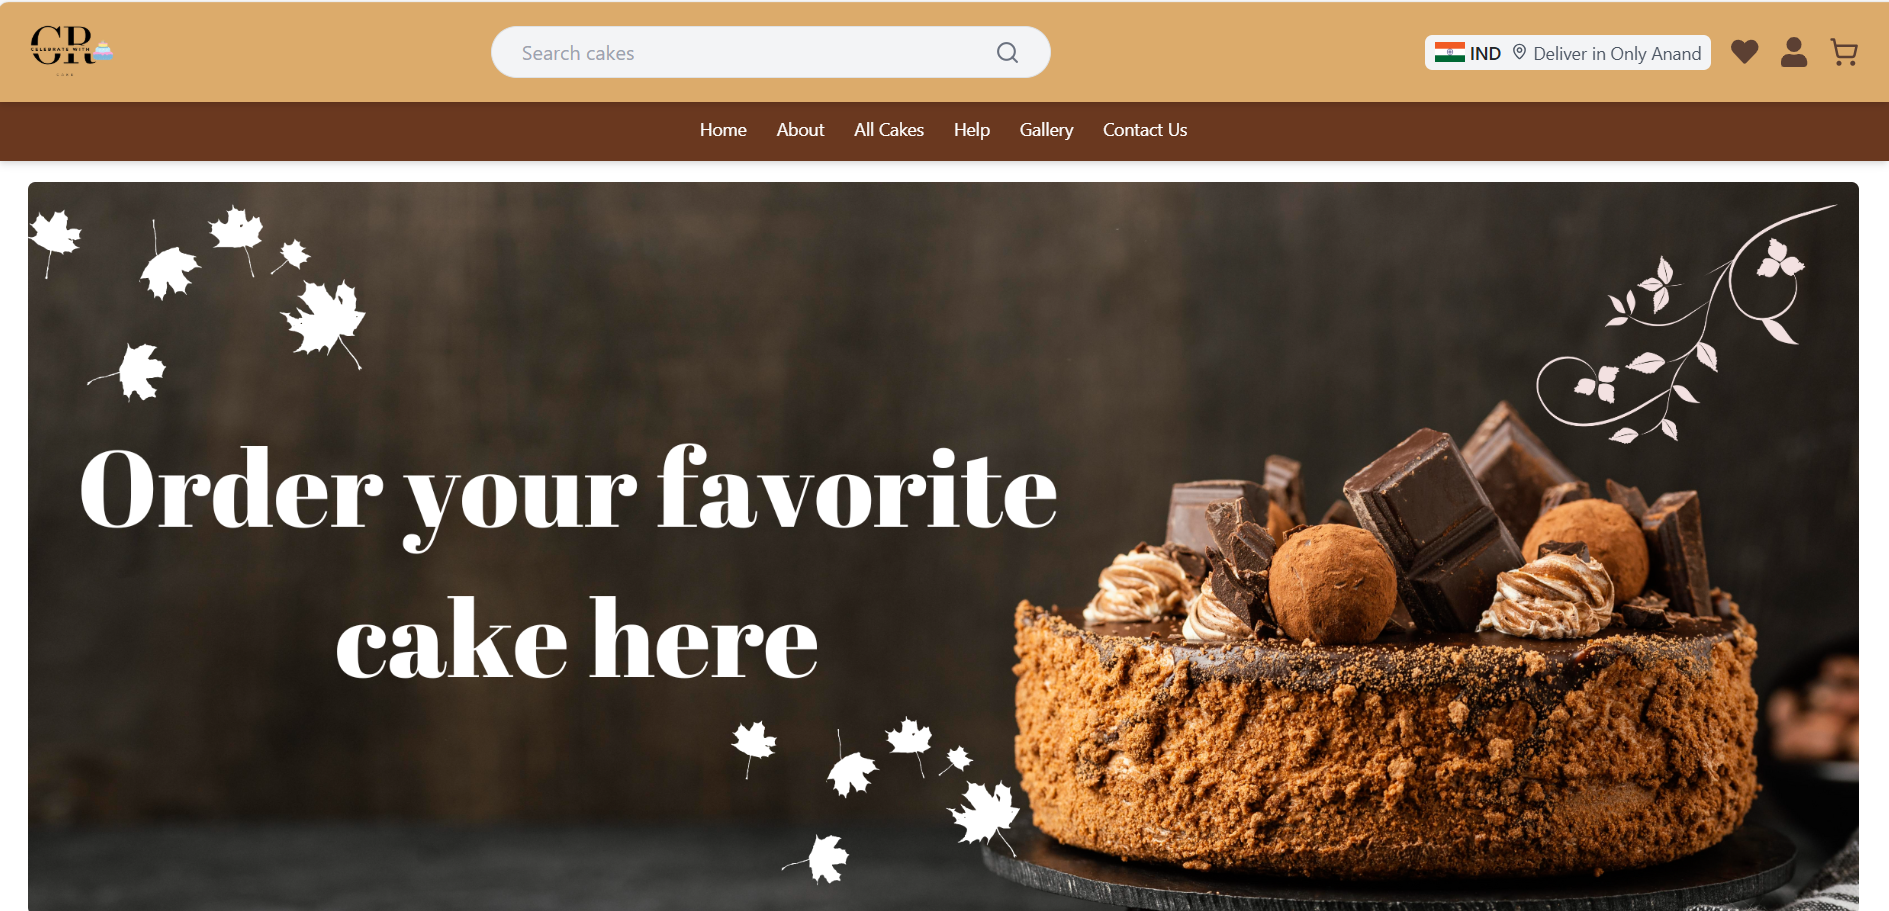 CR
CELEBRATE WITH
CAKE
Search cakes
IND Deliver in Only Anand
Home About All Cakes Help Gallery Contact Us
Order your favorite
cake here